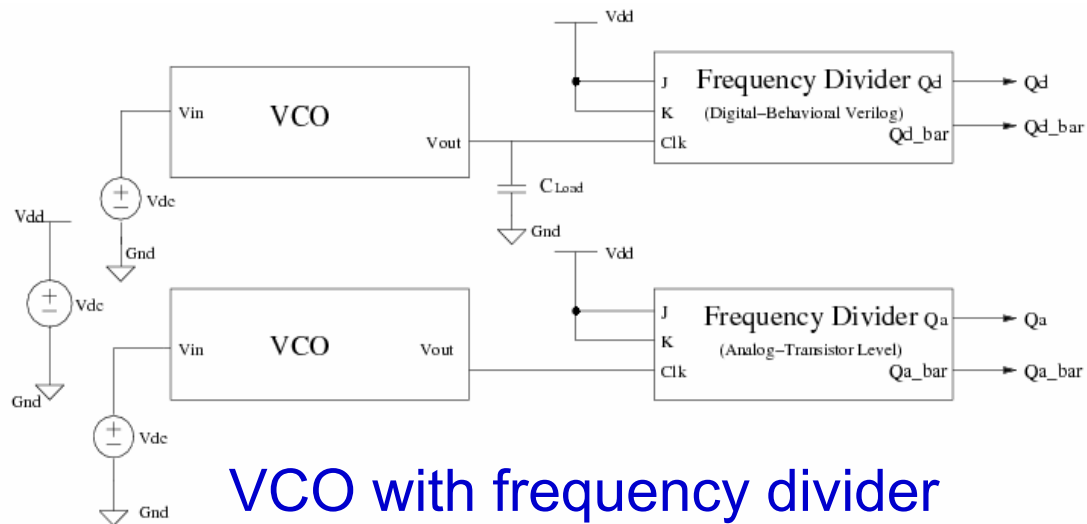 Vdd
VCO
Vin
Vout
J
K
Clk
Frequency Divider
(Digital-Behavioral Verilog)
Qd
Qd_bar
Qd
Qd_bar
CLoad
Gnd
Vdc
Gnd
Vdd
Vdc
Gnd
Vdd
VCO
Vin
Vout
J
K
Clk
Frequency Divider
(Analog-Transistor Level)
Qa
Qa_bar
Qa
Qa_bar
Vdc
Gnd
VCO with frequency divider